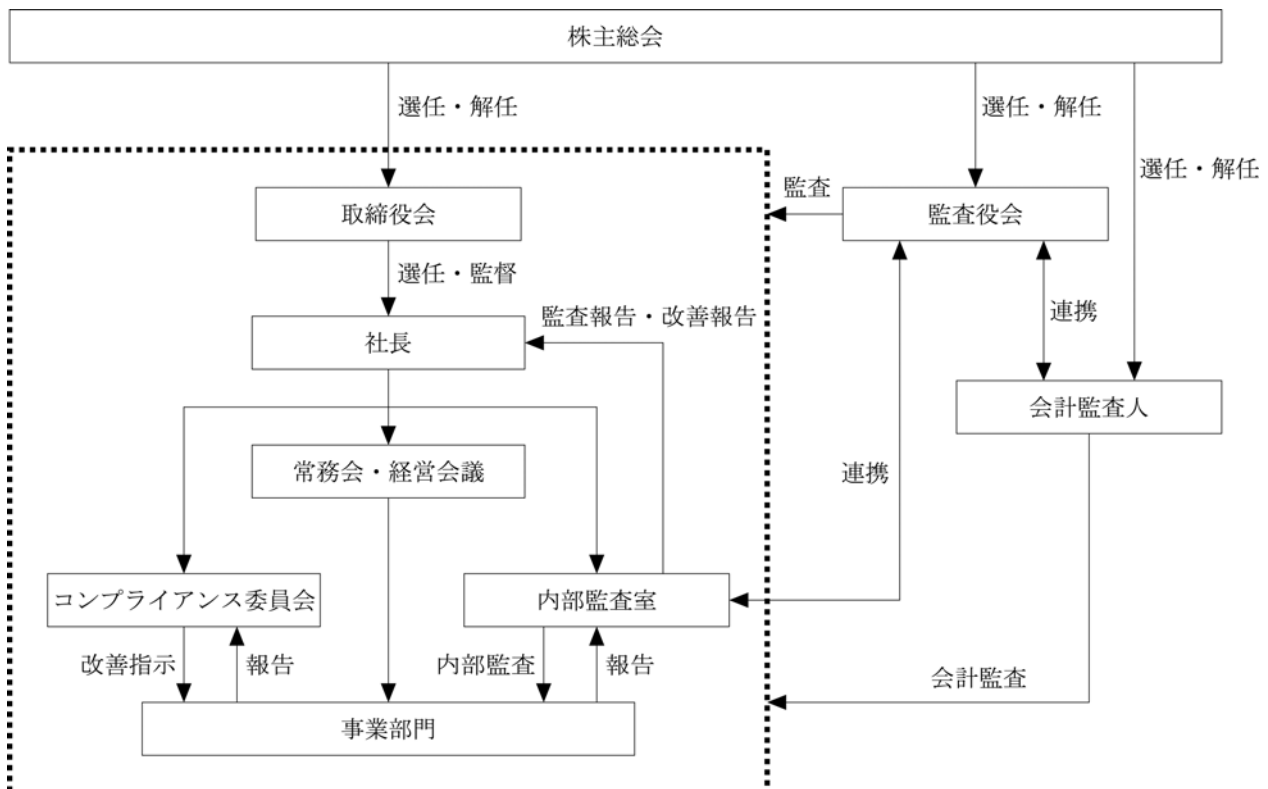 株主総会
選任・解任
選任・解任
選任・解任
監査
取締役会
監査役会
選任・監督
監査報告・改善報告
連携
社長
会計監査人
常務会・経営会議
連携
コンプライアンス委員会
内部監査室
改善指示
報告
内部監査
報告
会計監査
事業部門